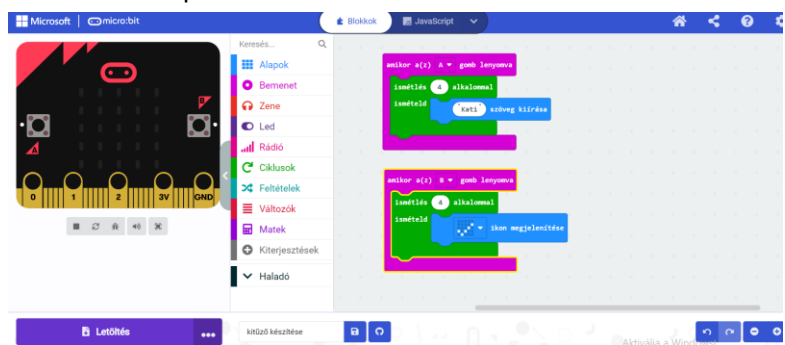 Microsoft micro:bit Blokkok JavaScript
Keresés...
Alapok
Bemenet
Zene
Led
Rádió
Ciklusok
Feltételek
Változók
Matek
Kiterjesztések
Haladó
A
B
0 1 2 3V GND
amikor a(z) A gomb lenyomva
ismétlés 4 alkalommal
ismételd "Kati" szöveg kiírása
amikor a(z) B gomb lenyomva
ismétlés 4 alkalommal
ismételd ikon megjelenítése
Letöltés
kitűző készítése
Aktiválja a Windows